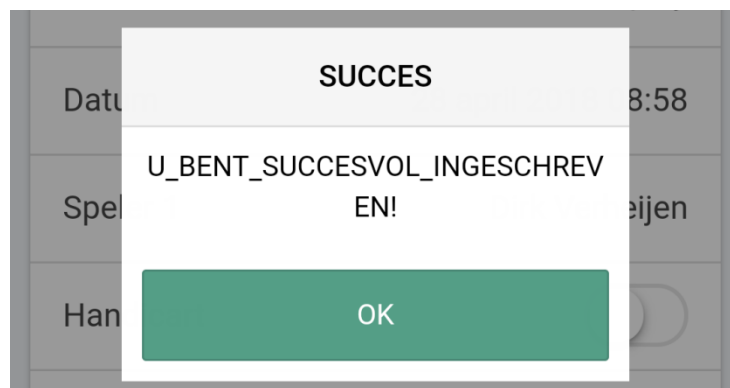 SUCCES
Datu 8:58
U_BENT_SUCCESVOL_INGESCHREV
EN!
Spel eijen
Han
OK